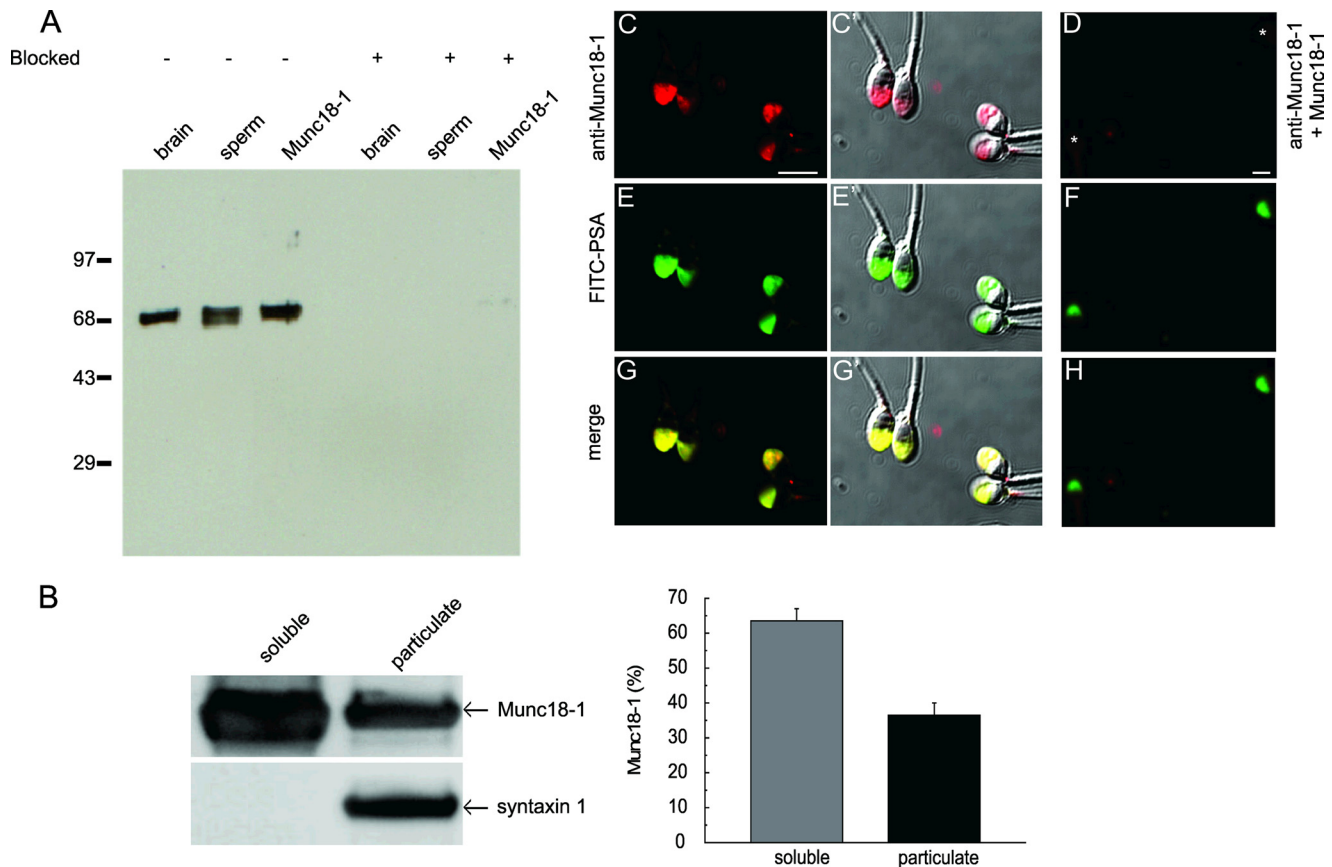 A
Blocked - - - + + +
brain sperm Munc18-1 brain sperm Munc18-1
97
68
43
29
C C' D
anti-Munc18-1
* *
anti-Munc18-1
+ Munc18-1
E E' F
FITC-PSA
G G' H
merge
B
soluble particulate
Munc18-1
syntaxin 1
Munc18-1 (%)
70
60
50
40
30
20
10
0
soluble particulate